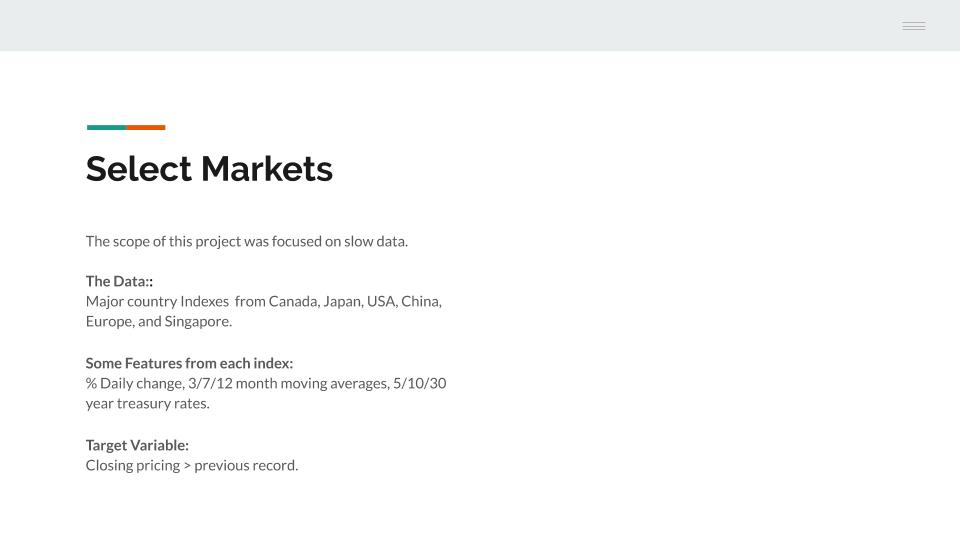 Select Markets
The scope of this project was focused on slow data.
The Data::
Major country Indexes  from Canada, Japan, USA, China,
Europe, and Singapore.
Some Features from each index:
% Daily change, 3/7/12 month moving averages, 5/10/30
year treasury rates.
Target Variable:
Closing pricing > previous record.